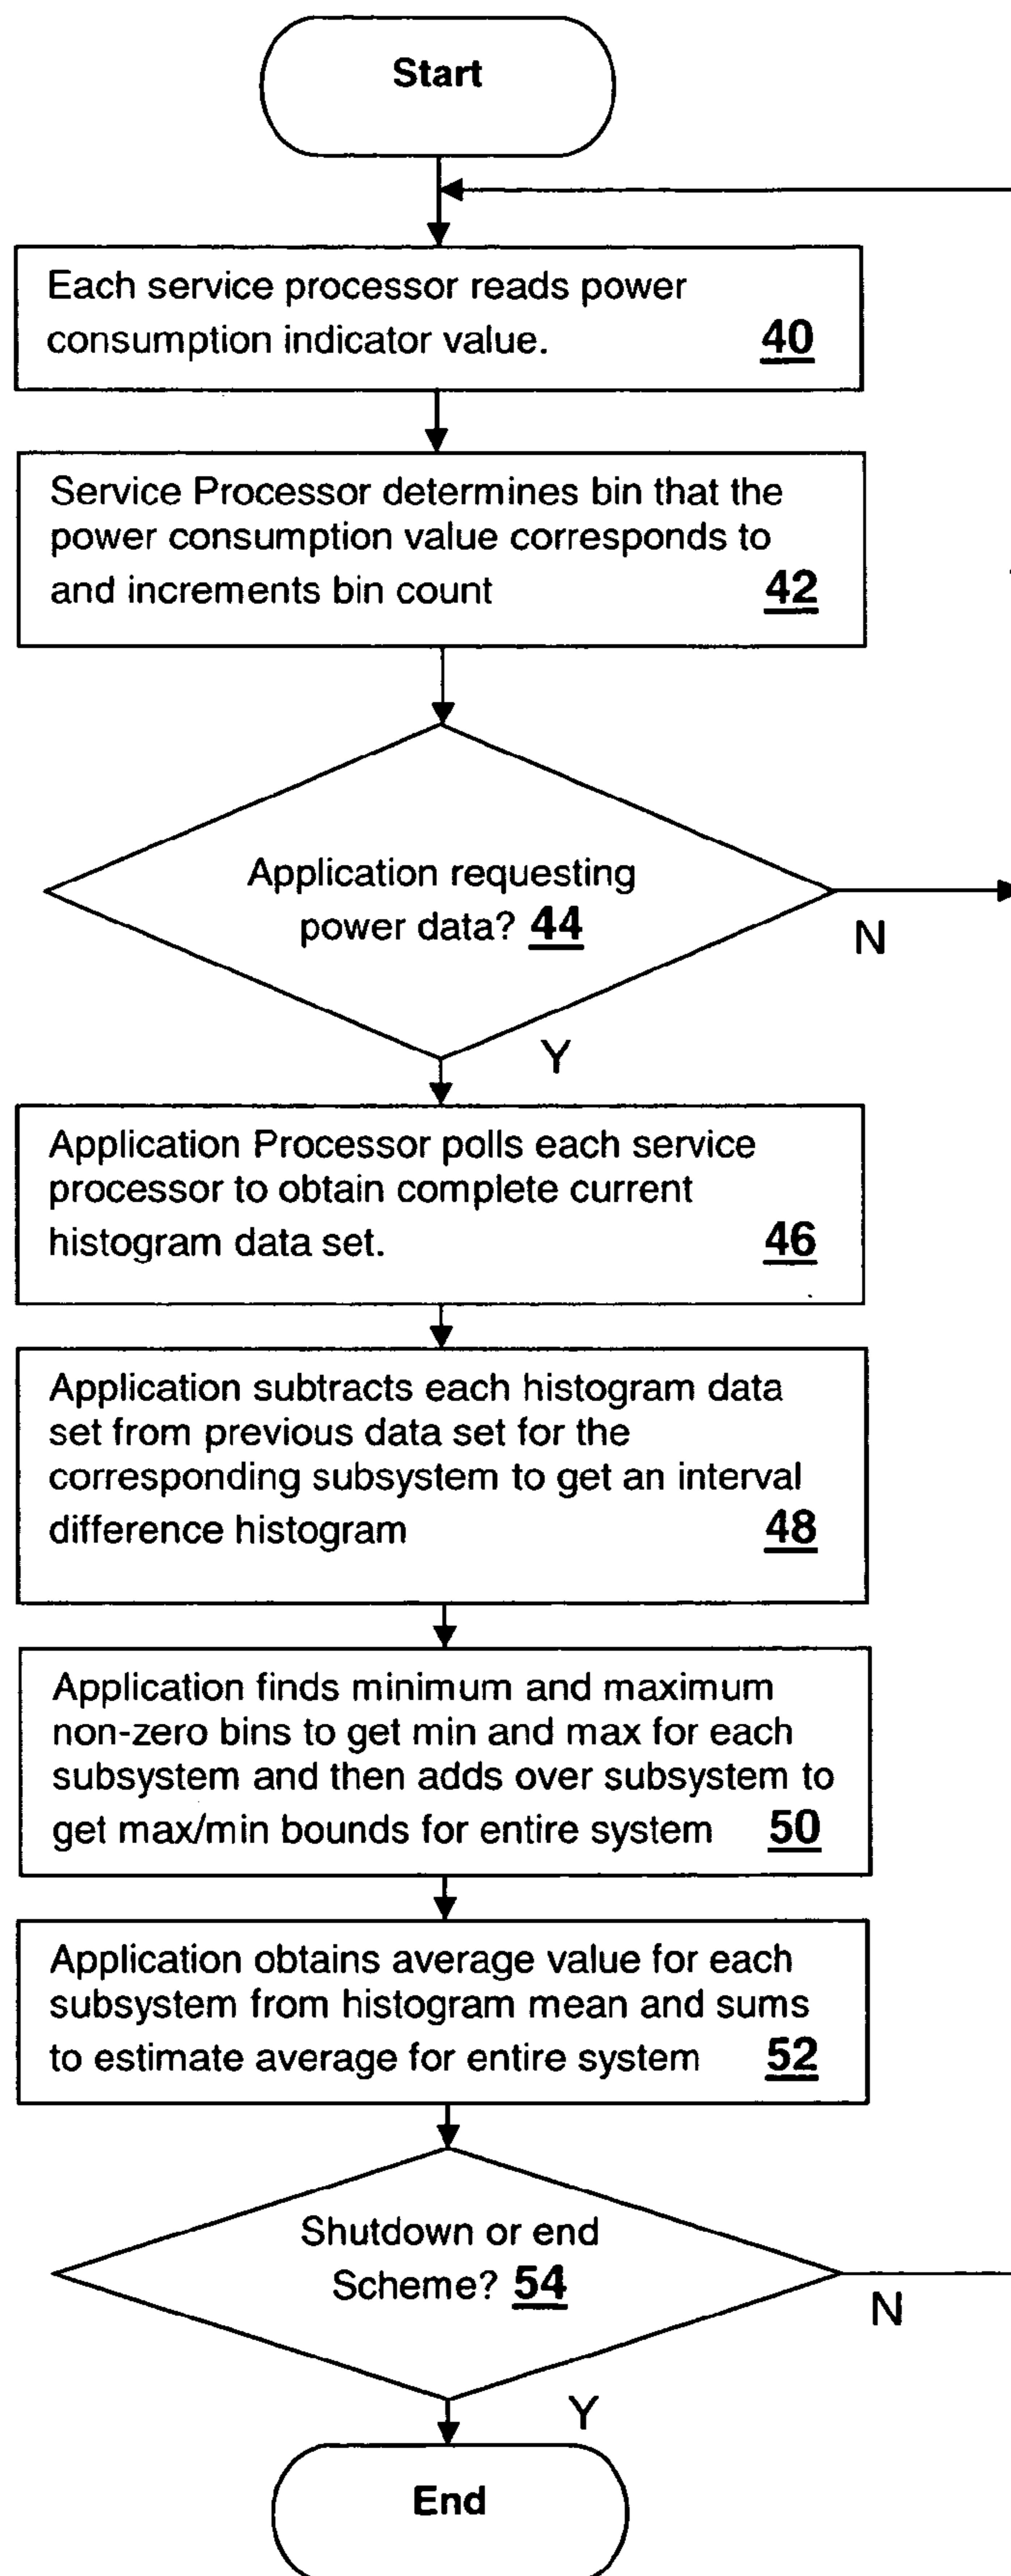 Start
Each service processor reads power
consumption indicator value. 40
Service Processor determines bin that the
power consumption value corresponds to
and increments bin count 42
Application requesting
power data? 44
N
Y
Application Processor polls each service
processor to obtain complete current
histogram data set. 46
Application subtracts each histogram data
set from previous data set for the
corresponding subsystem to get an interval
difference histogram 48
Application finds minimum and maximum
non-zero bins to get min and max for each
subsystem and then adds over subsystem to
get max/min bounds for entire system 50
Application obtains average value for each
subsystem from histogram mean and sums
to estimate average for entire system 52
Shutdown or end
Scheme? 54
N
Y
End